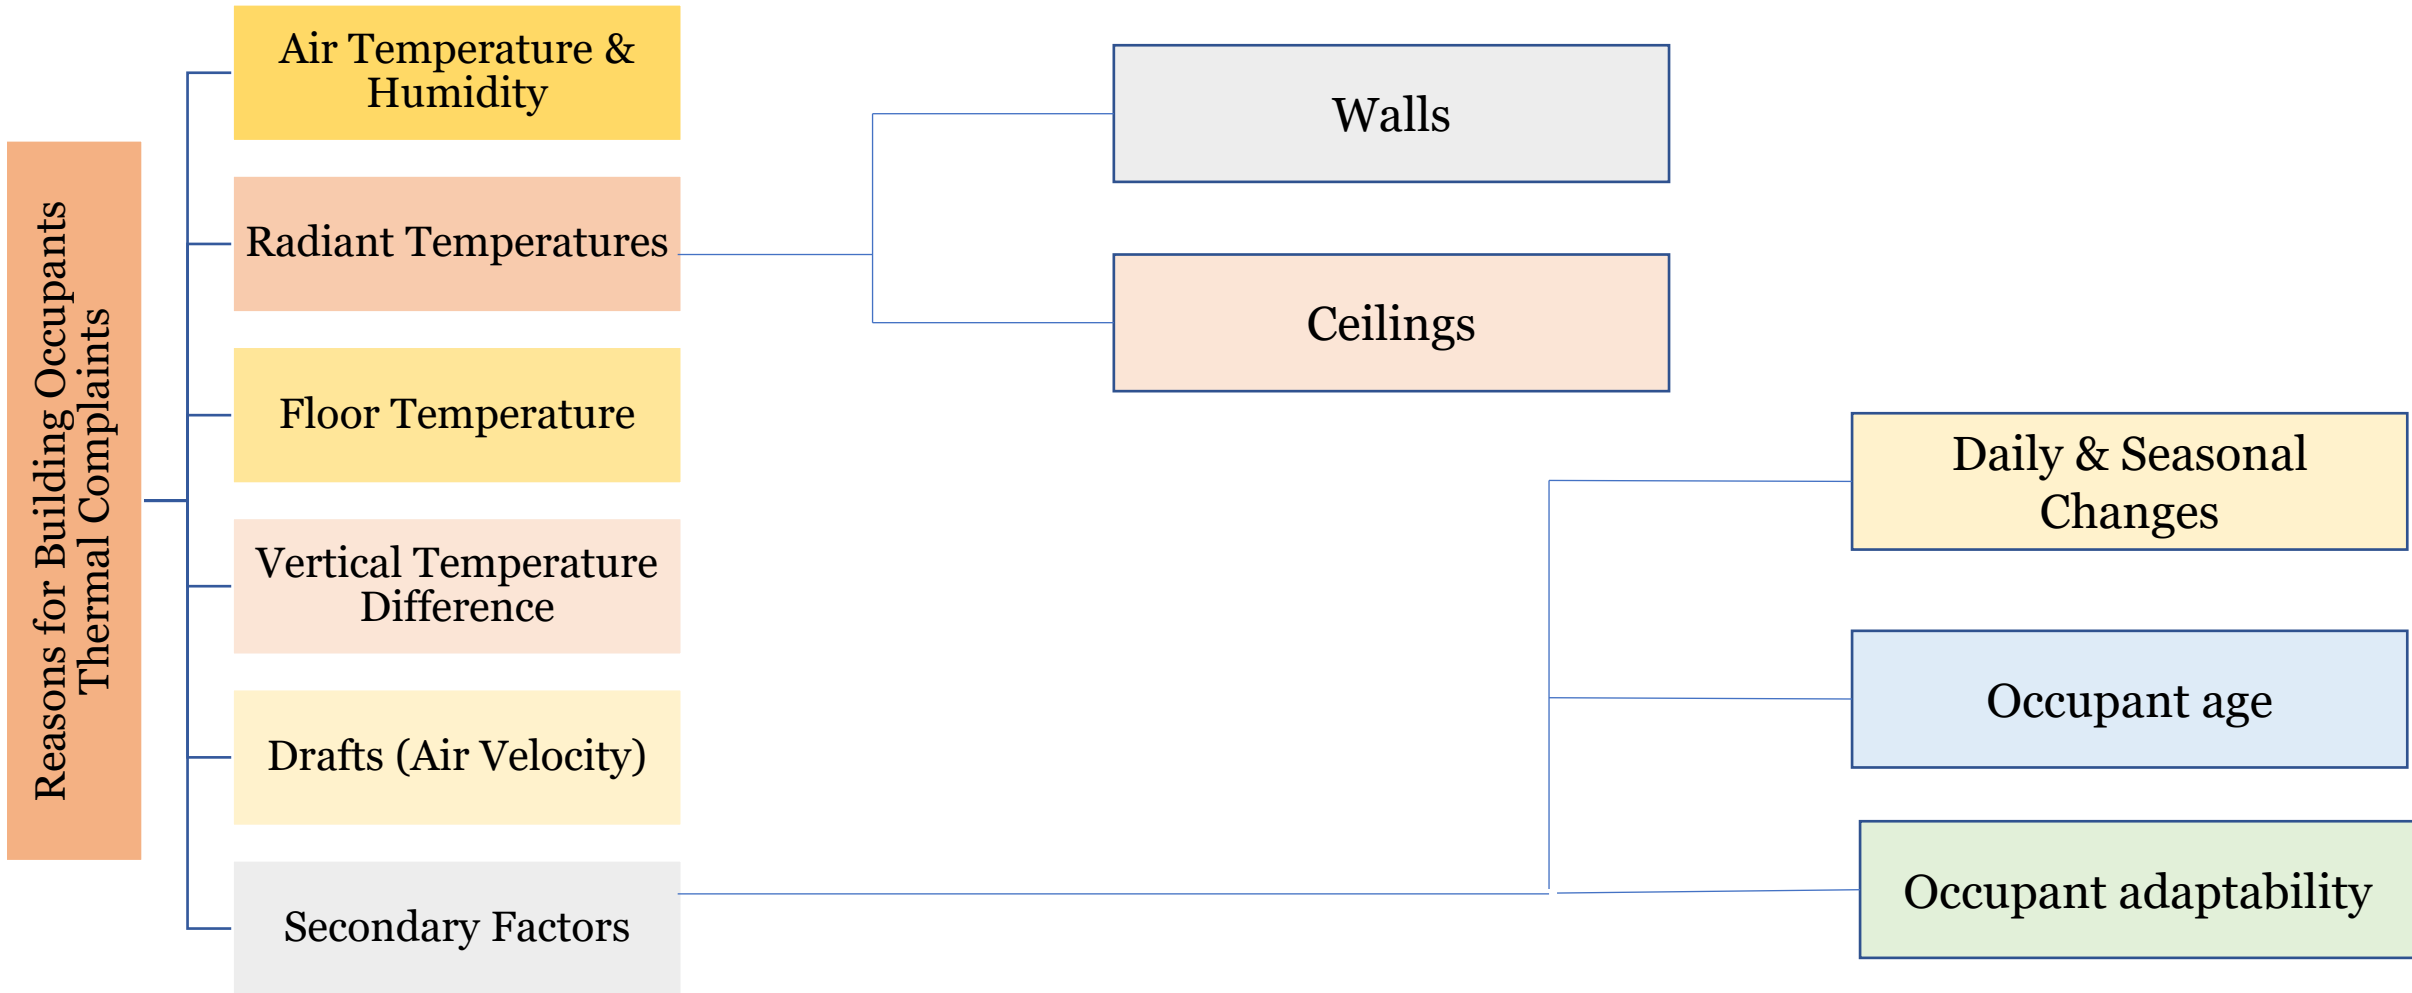 Reasons for Building Occupants
Thermal Complaints
Air Temperature &
Humidity
Radiant Temperatures
Floor Temperature
Vertical Temperature
Difference
Drafts (Air Velocity)
Secondary Factors
Walls
Ceilings
Daily & Seasonal
Changes
Occupant age
Occupant adaptability